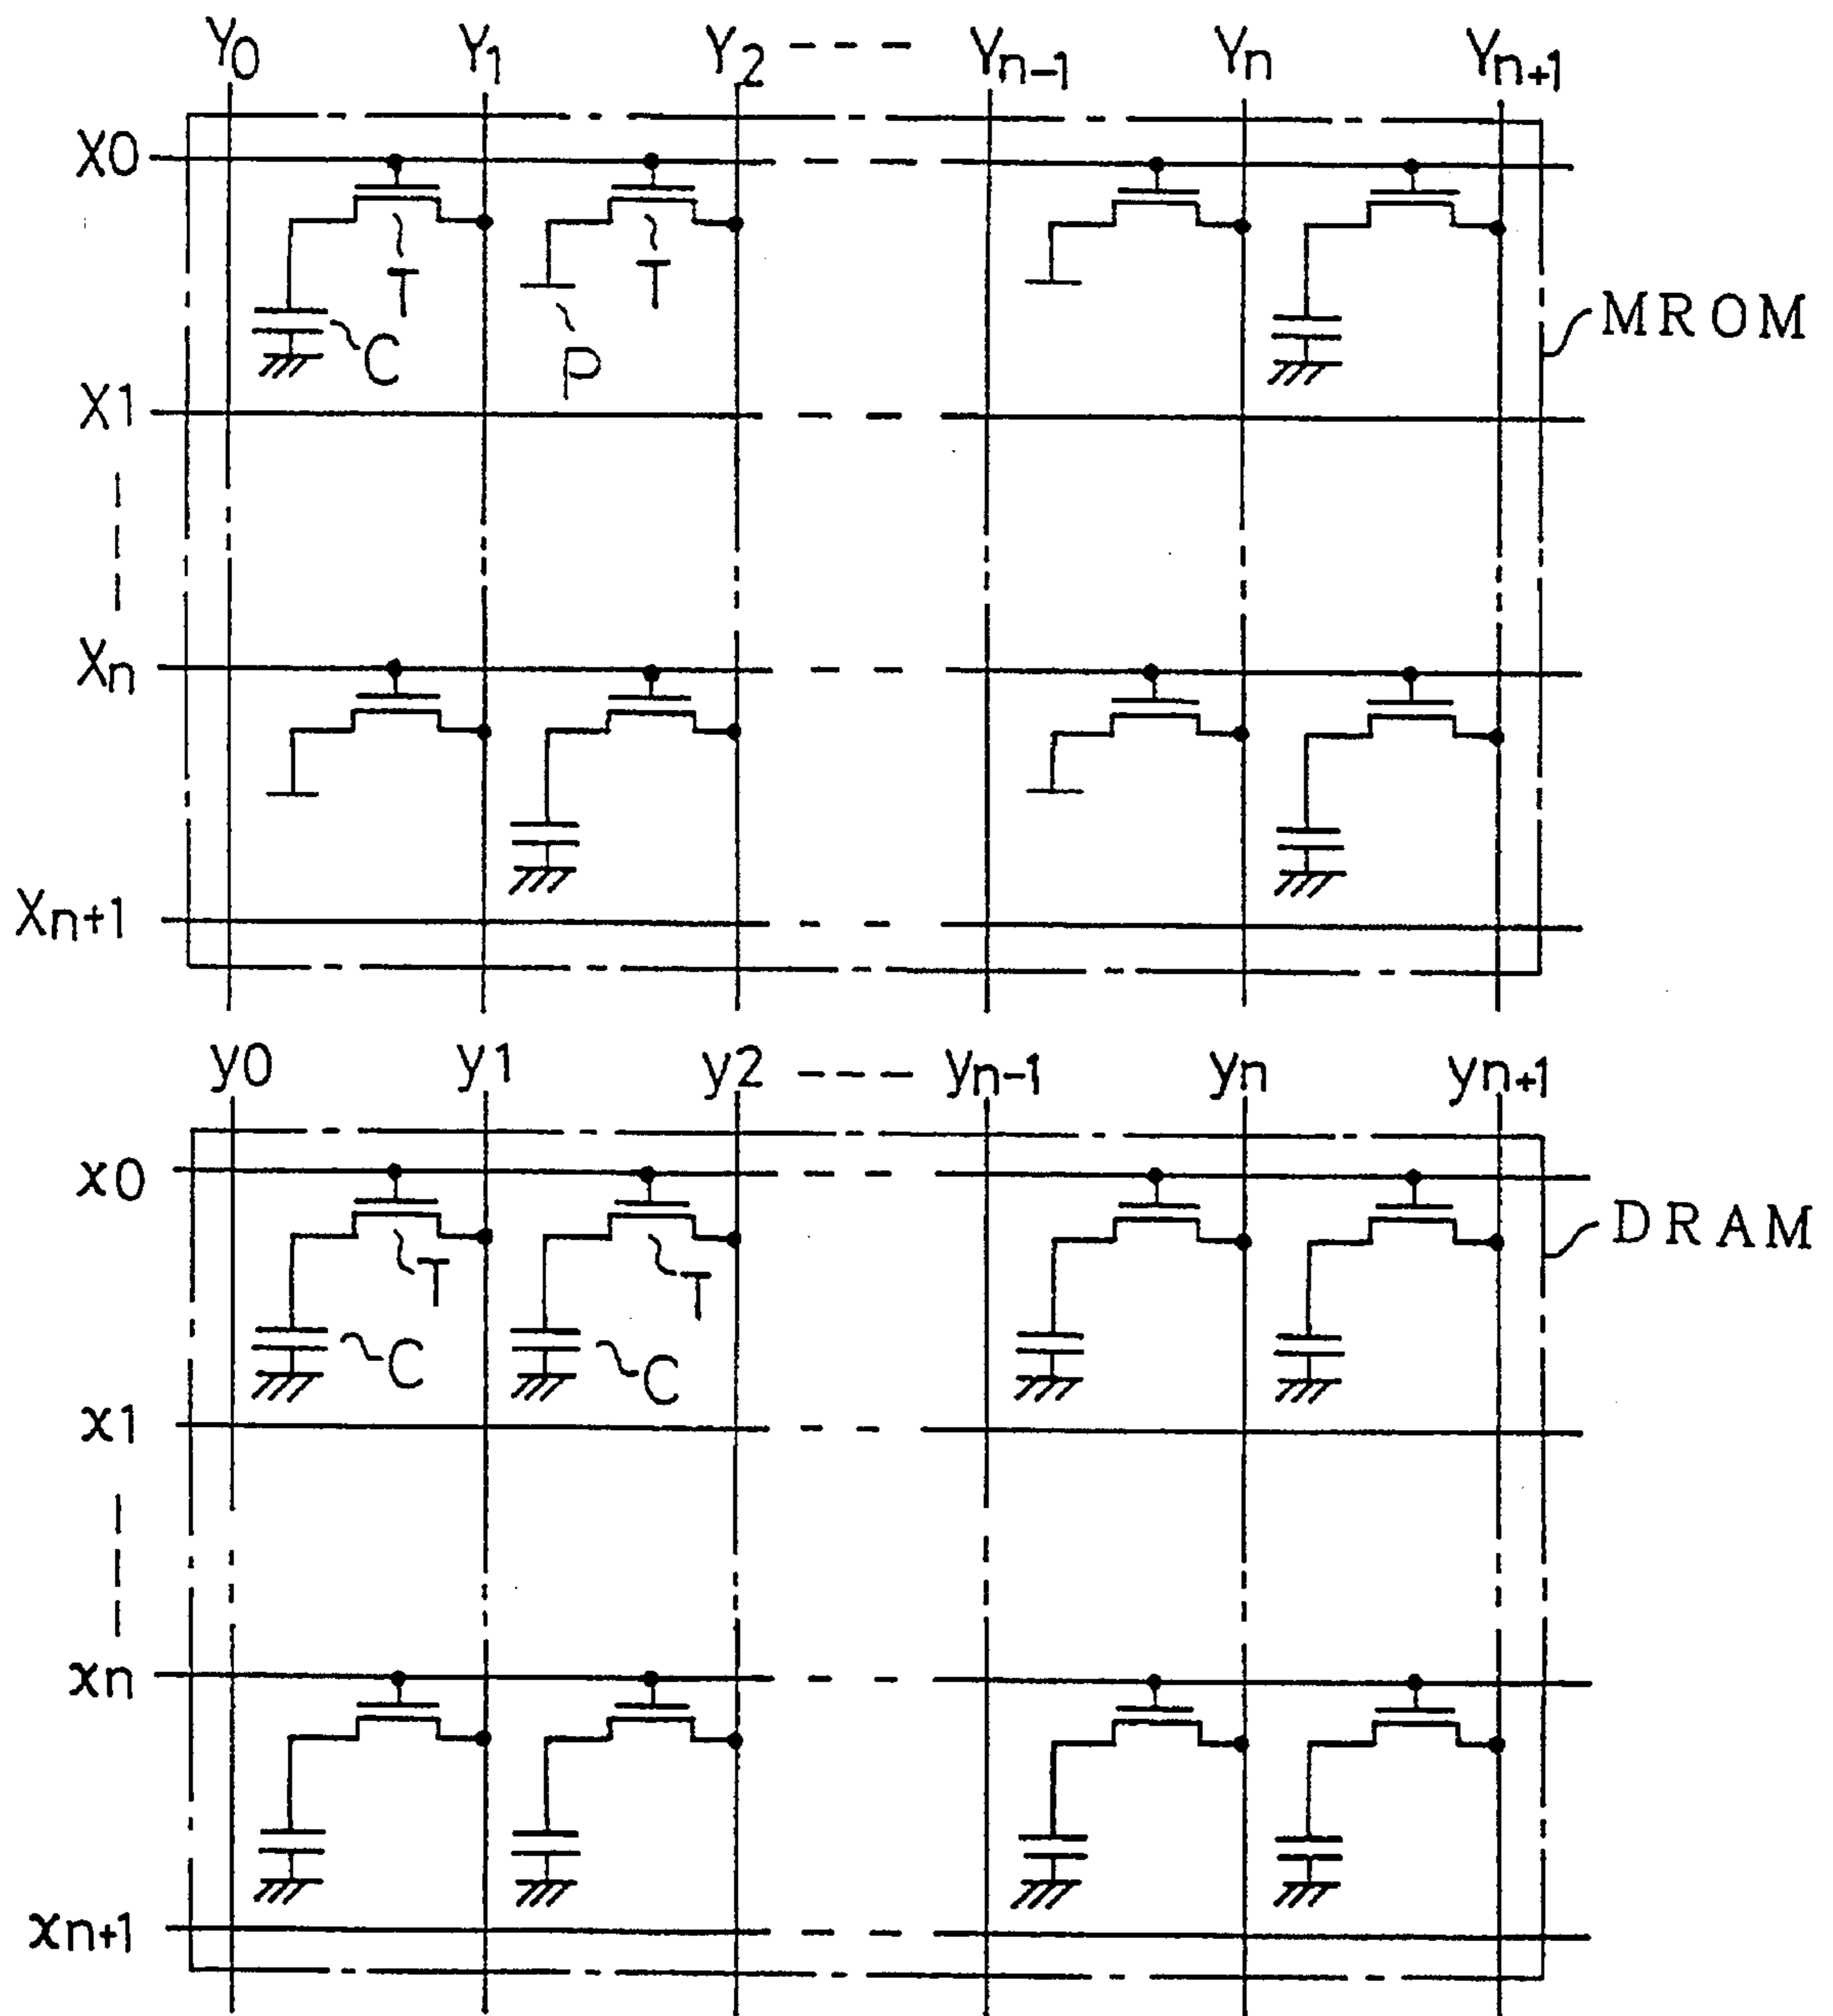 Y0 Y1 Y2 ---- Yn-1 Yn Yn+1
X0
T T
MROM
C P
X1
Xn
Xn+1
y0 y1 y2 ---- yn-1 yn yn+1
x0
DRAM
T T
C C
x1
xn
xn+1